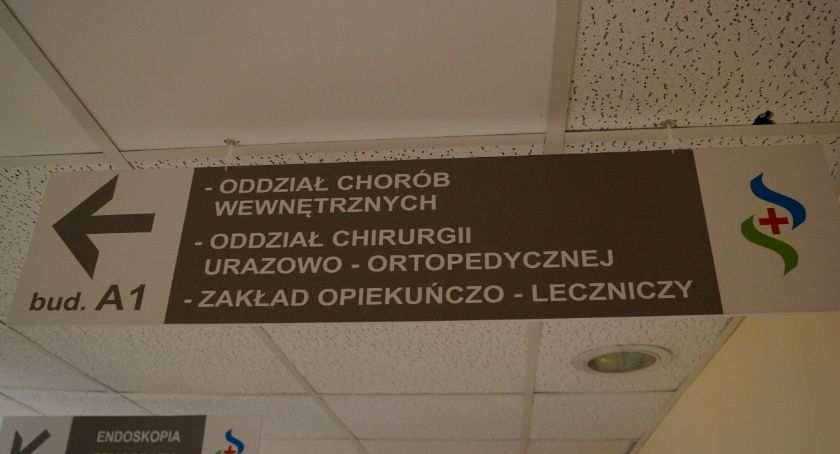 - ODDZIAŁ CHORÓB
WEWNĘTRZNYCH
- ODDZIAŁ CHIRURGII
URAZOWO - ORTOPEDYCZNEJ
- ZAKŁAD OPIEKUŃCZO - LECZNICZY
bud. A1
ENDOSKOPIA